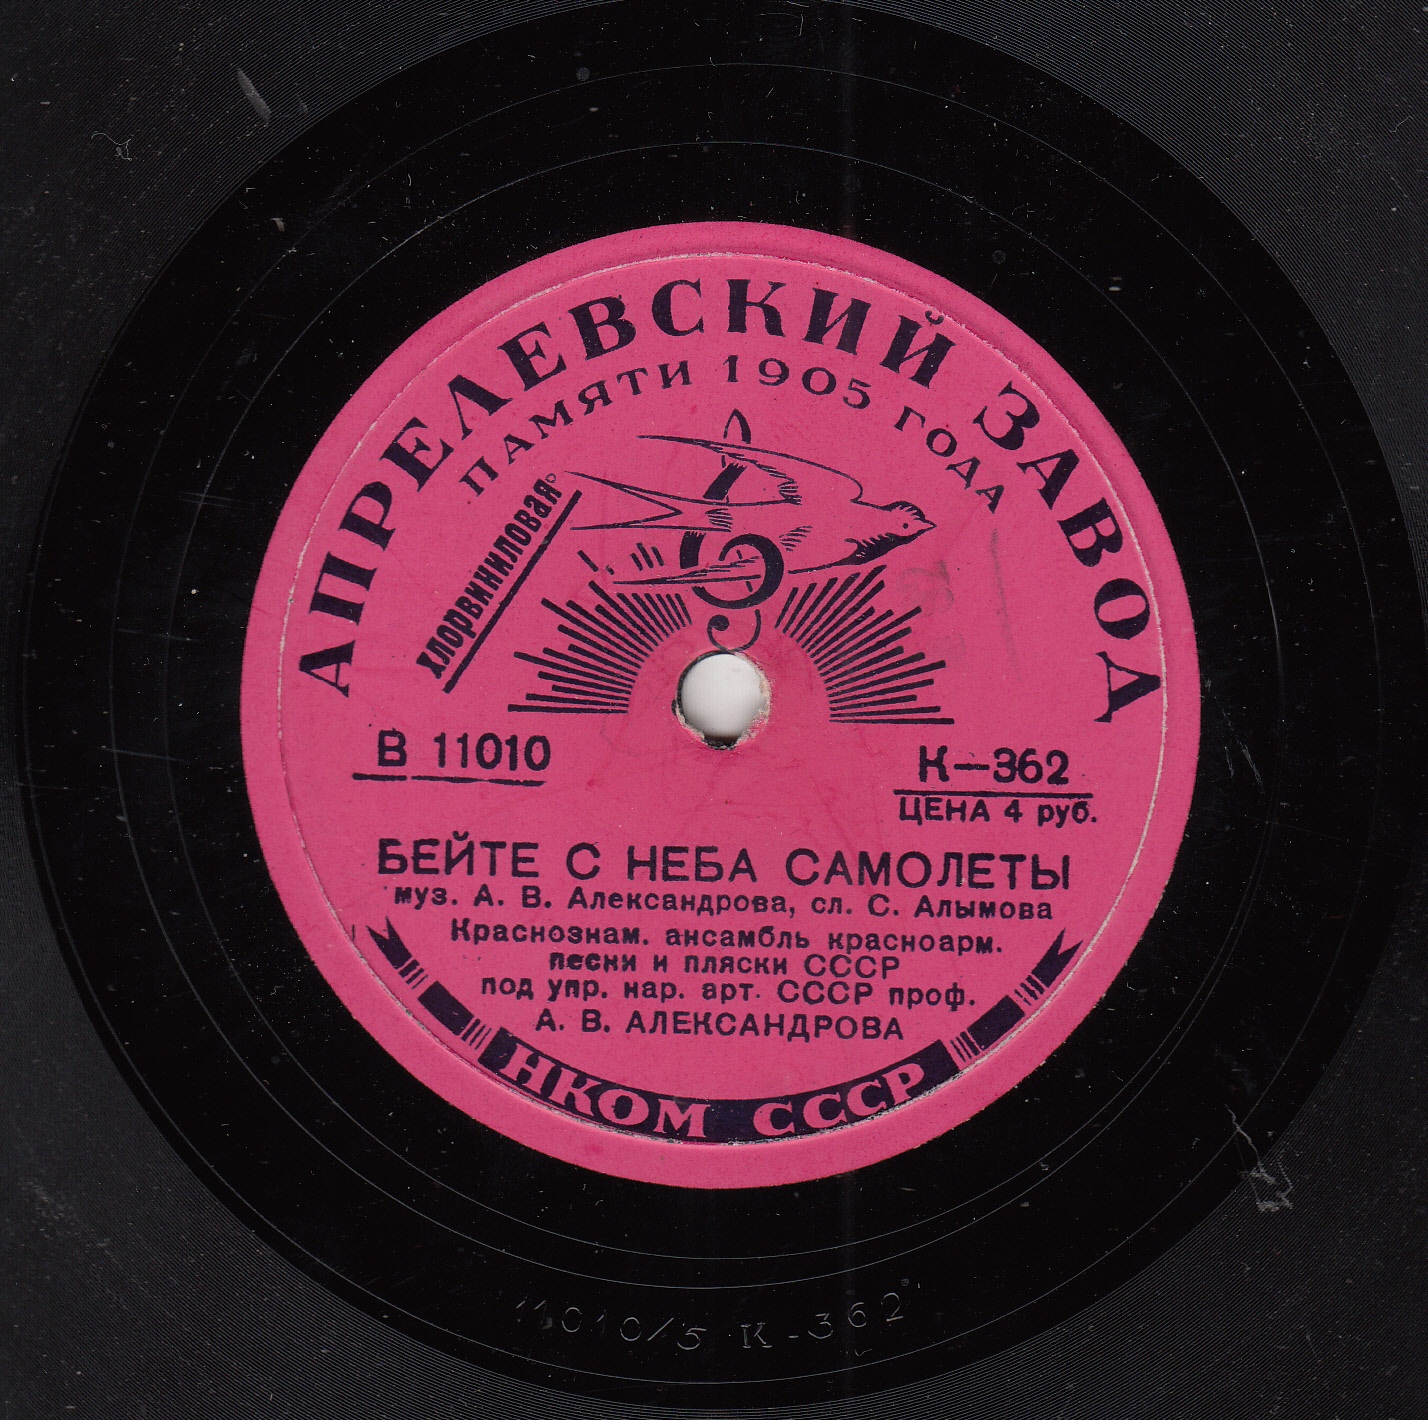 АПРЕЛЕВСКИЙ ЗАВОД
ПАМЯТИ 1905 ГОДА
хлорвиниловая
В 11010
К—362
ЦЕНА 4 руб.
БЕЙТЕ С НЕБА САМОЛЕТЫ
муз. А. В. Александрова, сл. С. Алымова
Краснознам. ансамбль красноарм.
песни и пляски СССР
под упр. нар. арт. СССР проф.
А. В. АЛЕКСАНДРОВА
НКОМ СССР
11010/5 К-362